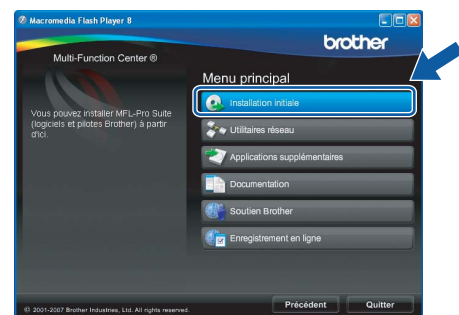 Macromedia Flash Player 8
brother
Multi-Function Center ®
Menu principal
Vous pouvez installer MFL-Pro Suite
(logiciels et pilotes Brother) à partir
d'ici.
Installation initiale
Utilitaires réseau
Applications supplémentaires
Documentation
Soutien Brother
Enregistrement en ligne
© 2001-2007 Brother Industries, Ltd. All rights reserved.
Précédent
Quitter